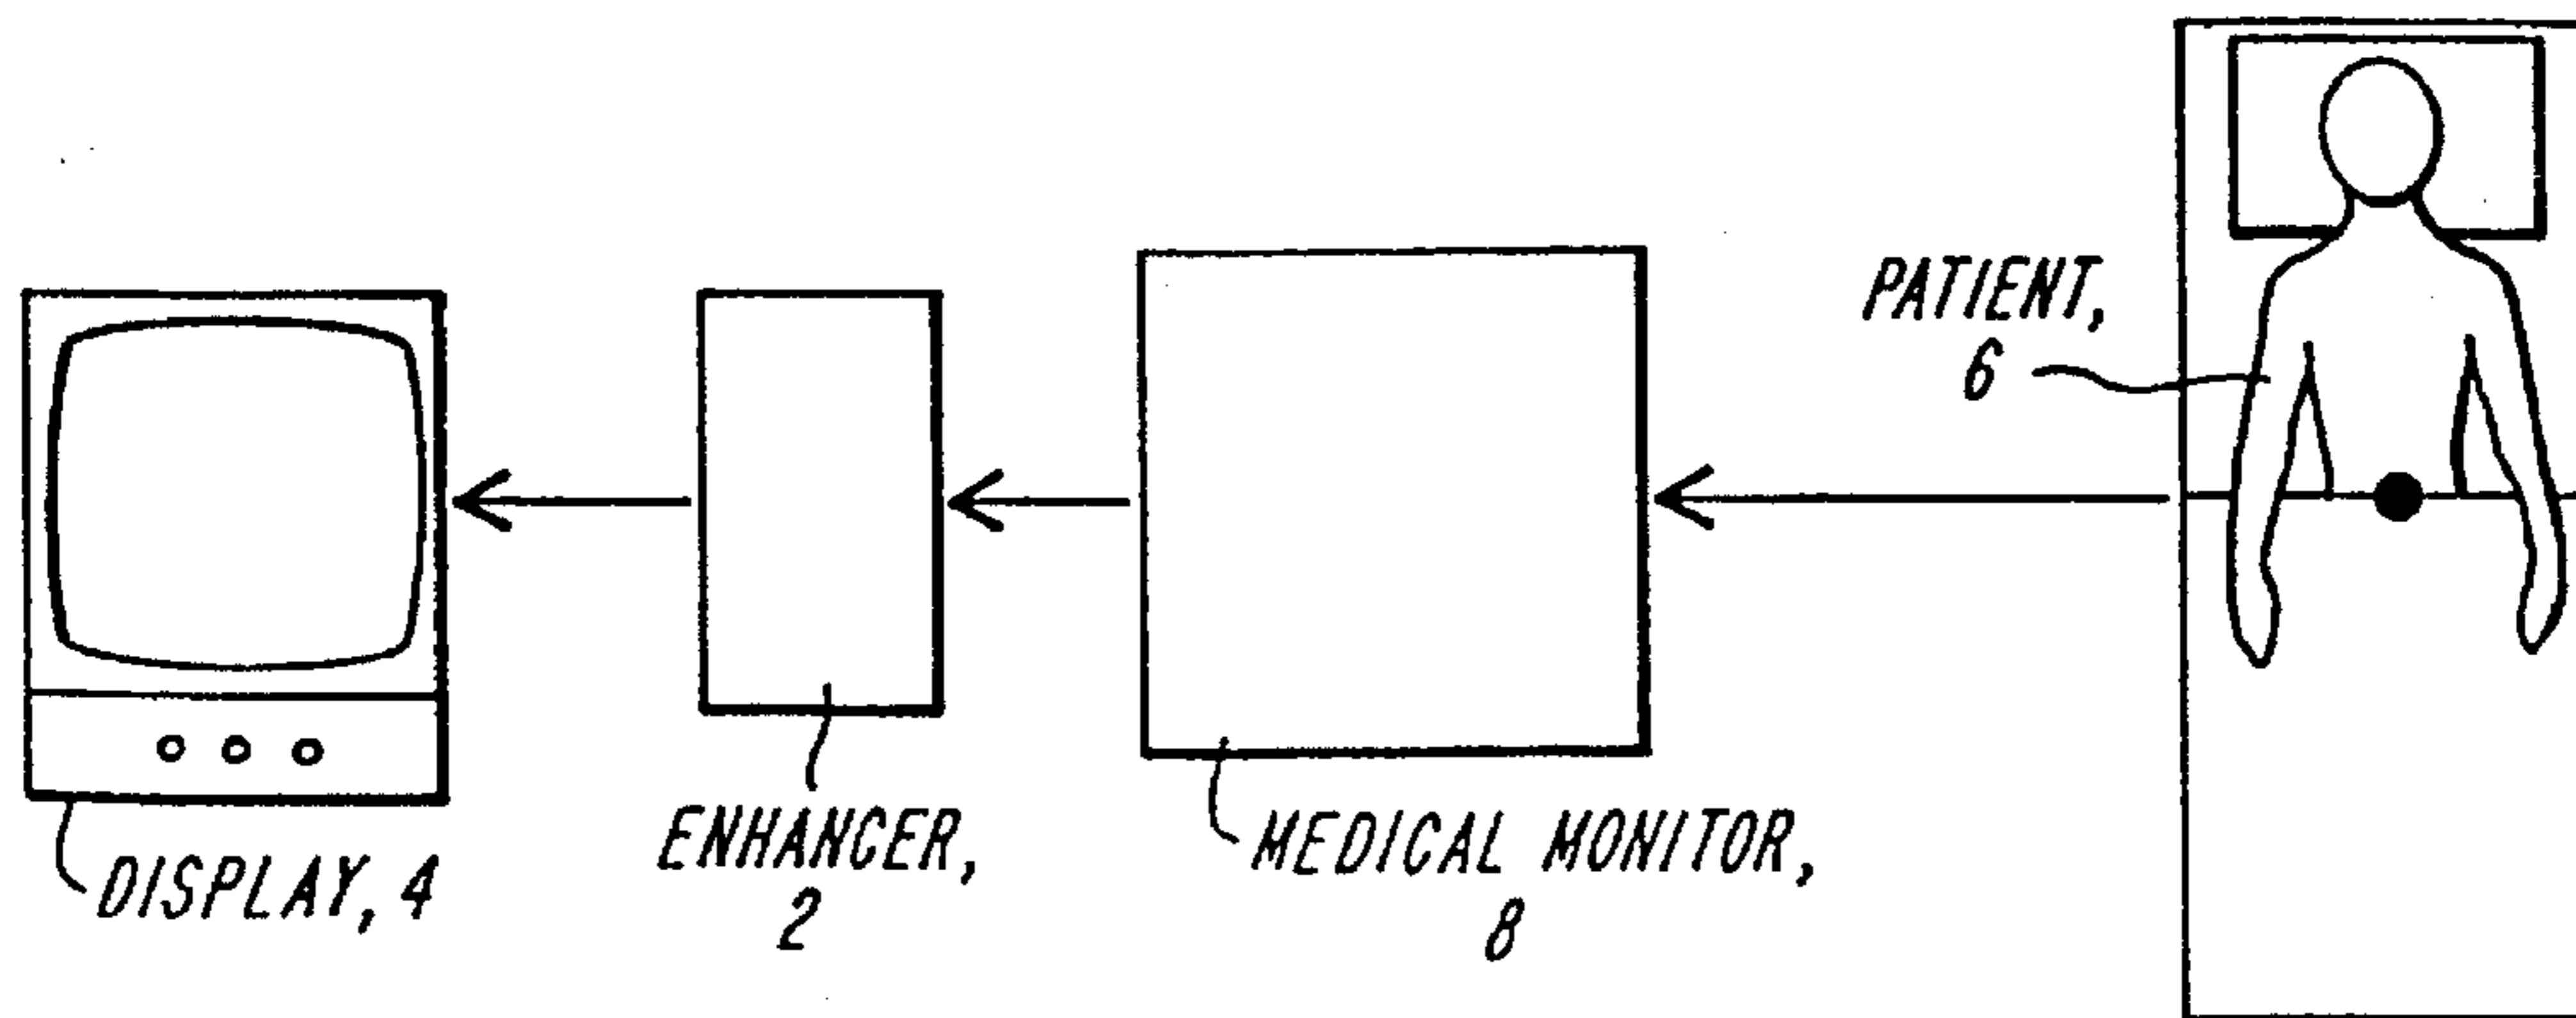 PATIENT,
6
DISPLAY, 4
ENHANCER,
2
MEDICAL MONITOR,
8